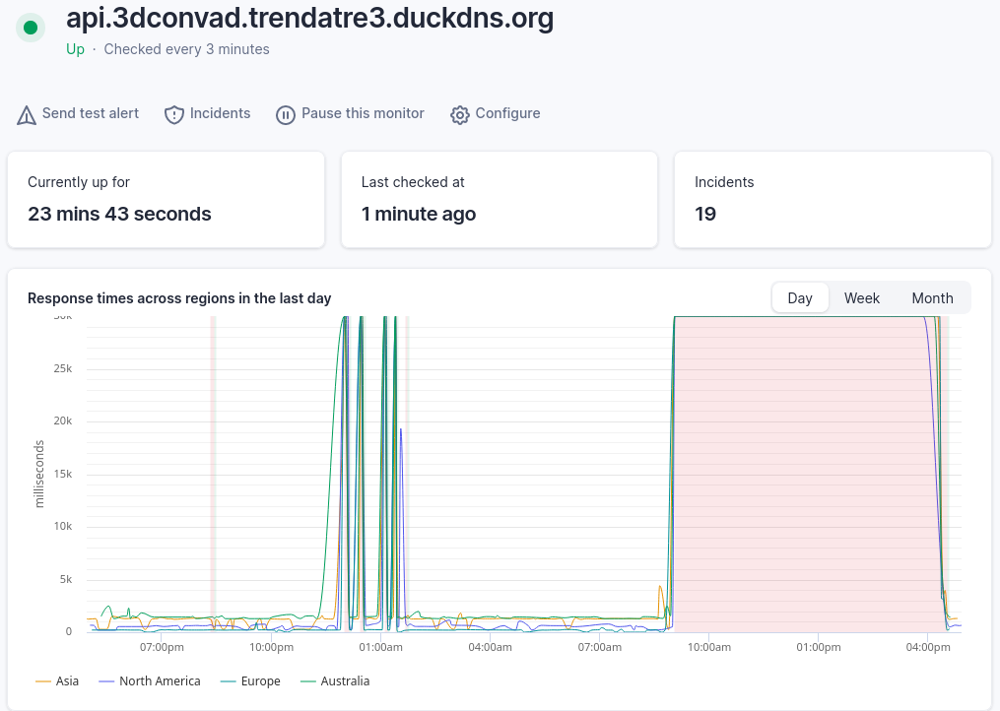 api.3dconvad.trendatre3.duckdns.org
Up · Checked every 3 minutes
Send test alert Incidents Pause this monitor Configure
Currently up for
23 mins 43 seconds
Last checked at
1 minute ago
Incidents
19
Response times across regions in the last day
Day Week Month
30k
25k
20k
15k
10k
5k
0
milliseconds
07:00pm 10:00pm 01:00am 04:00am 07:00am 10:00am 01:00pm 04:00pm
Asia North America Europe Australia